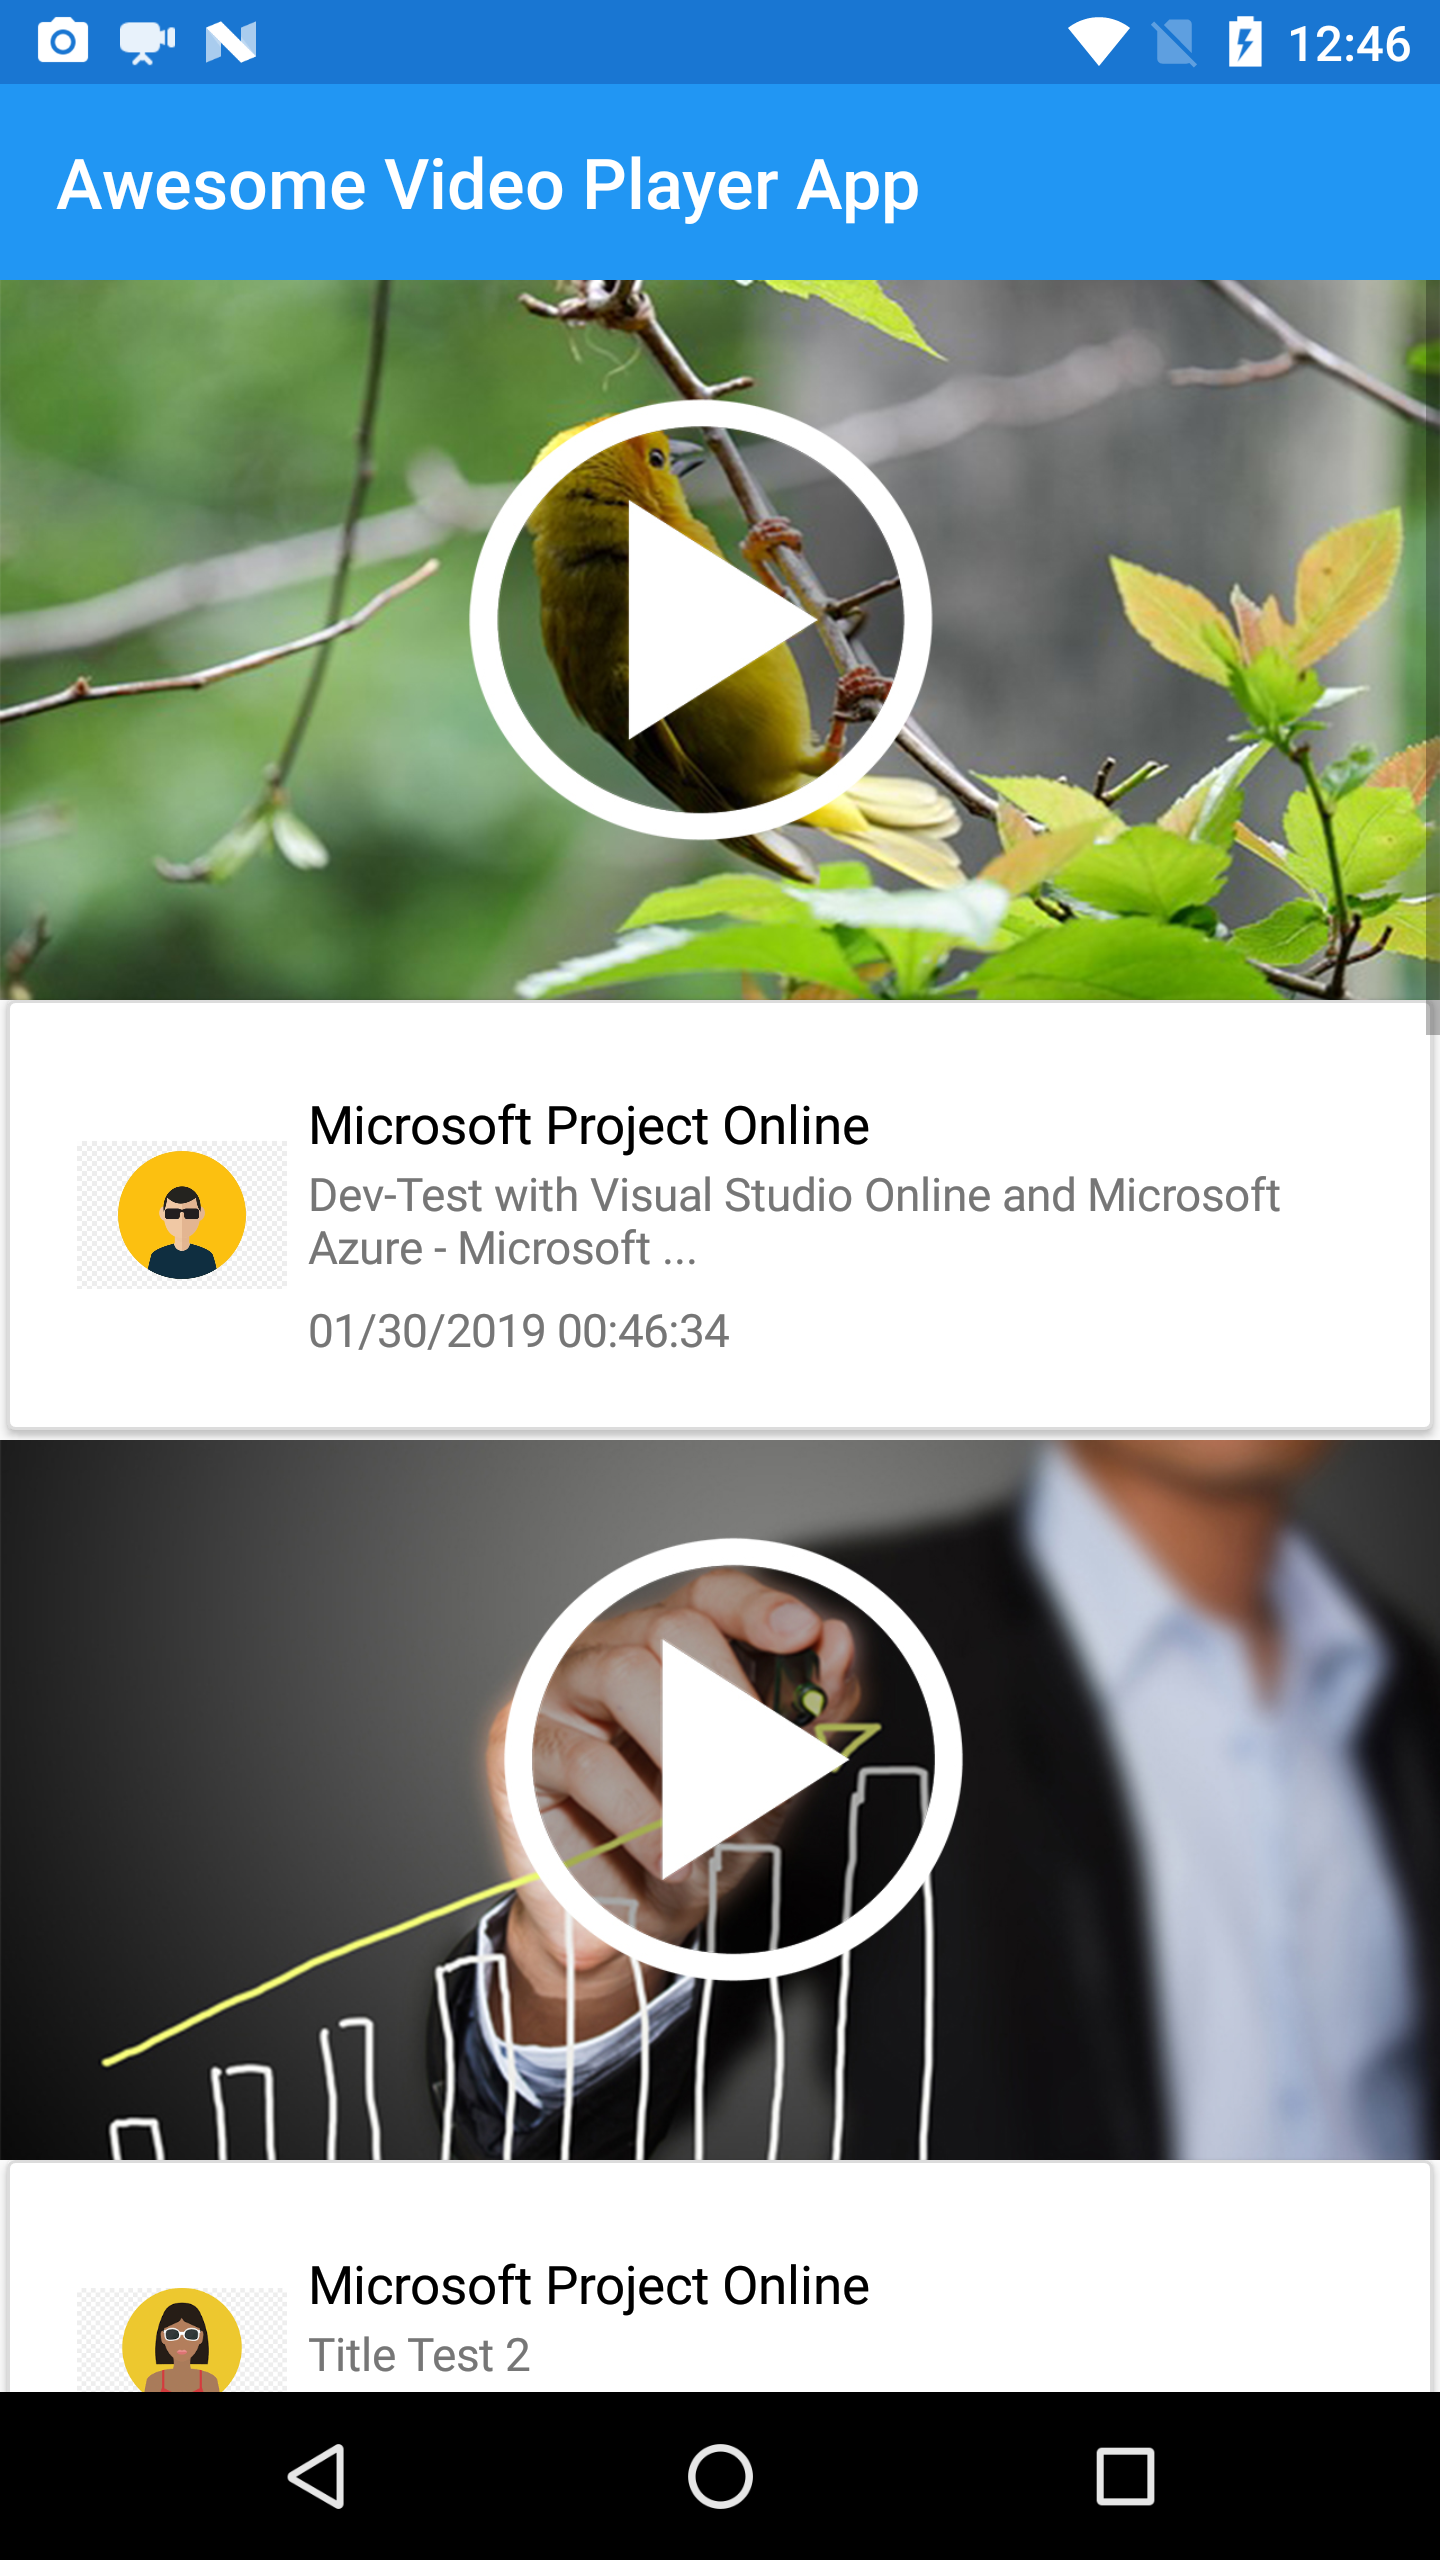 12:46
Awesome Video Player App
Microsoft Project Online
Dev-Test with Visual Studio Online and Microsoft
Azure - Microsoft ...
01/30/2019 00:46:34
Microsoft Project Online
Title Test 2